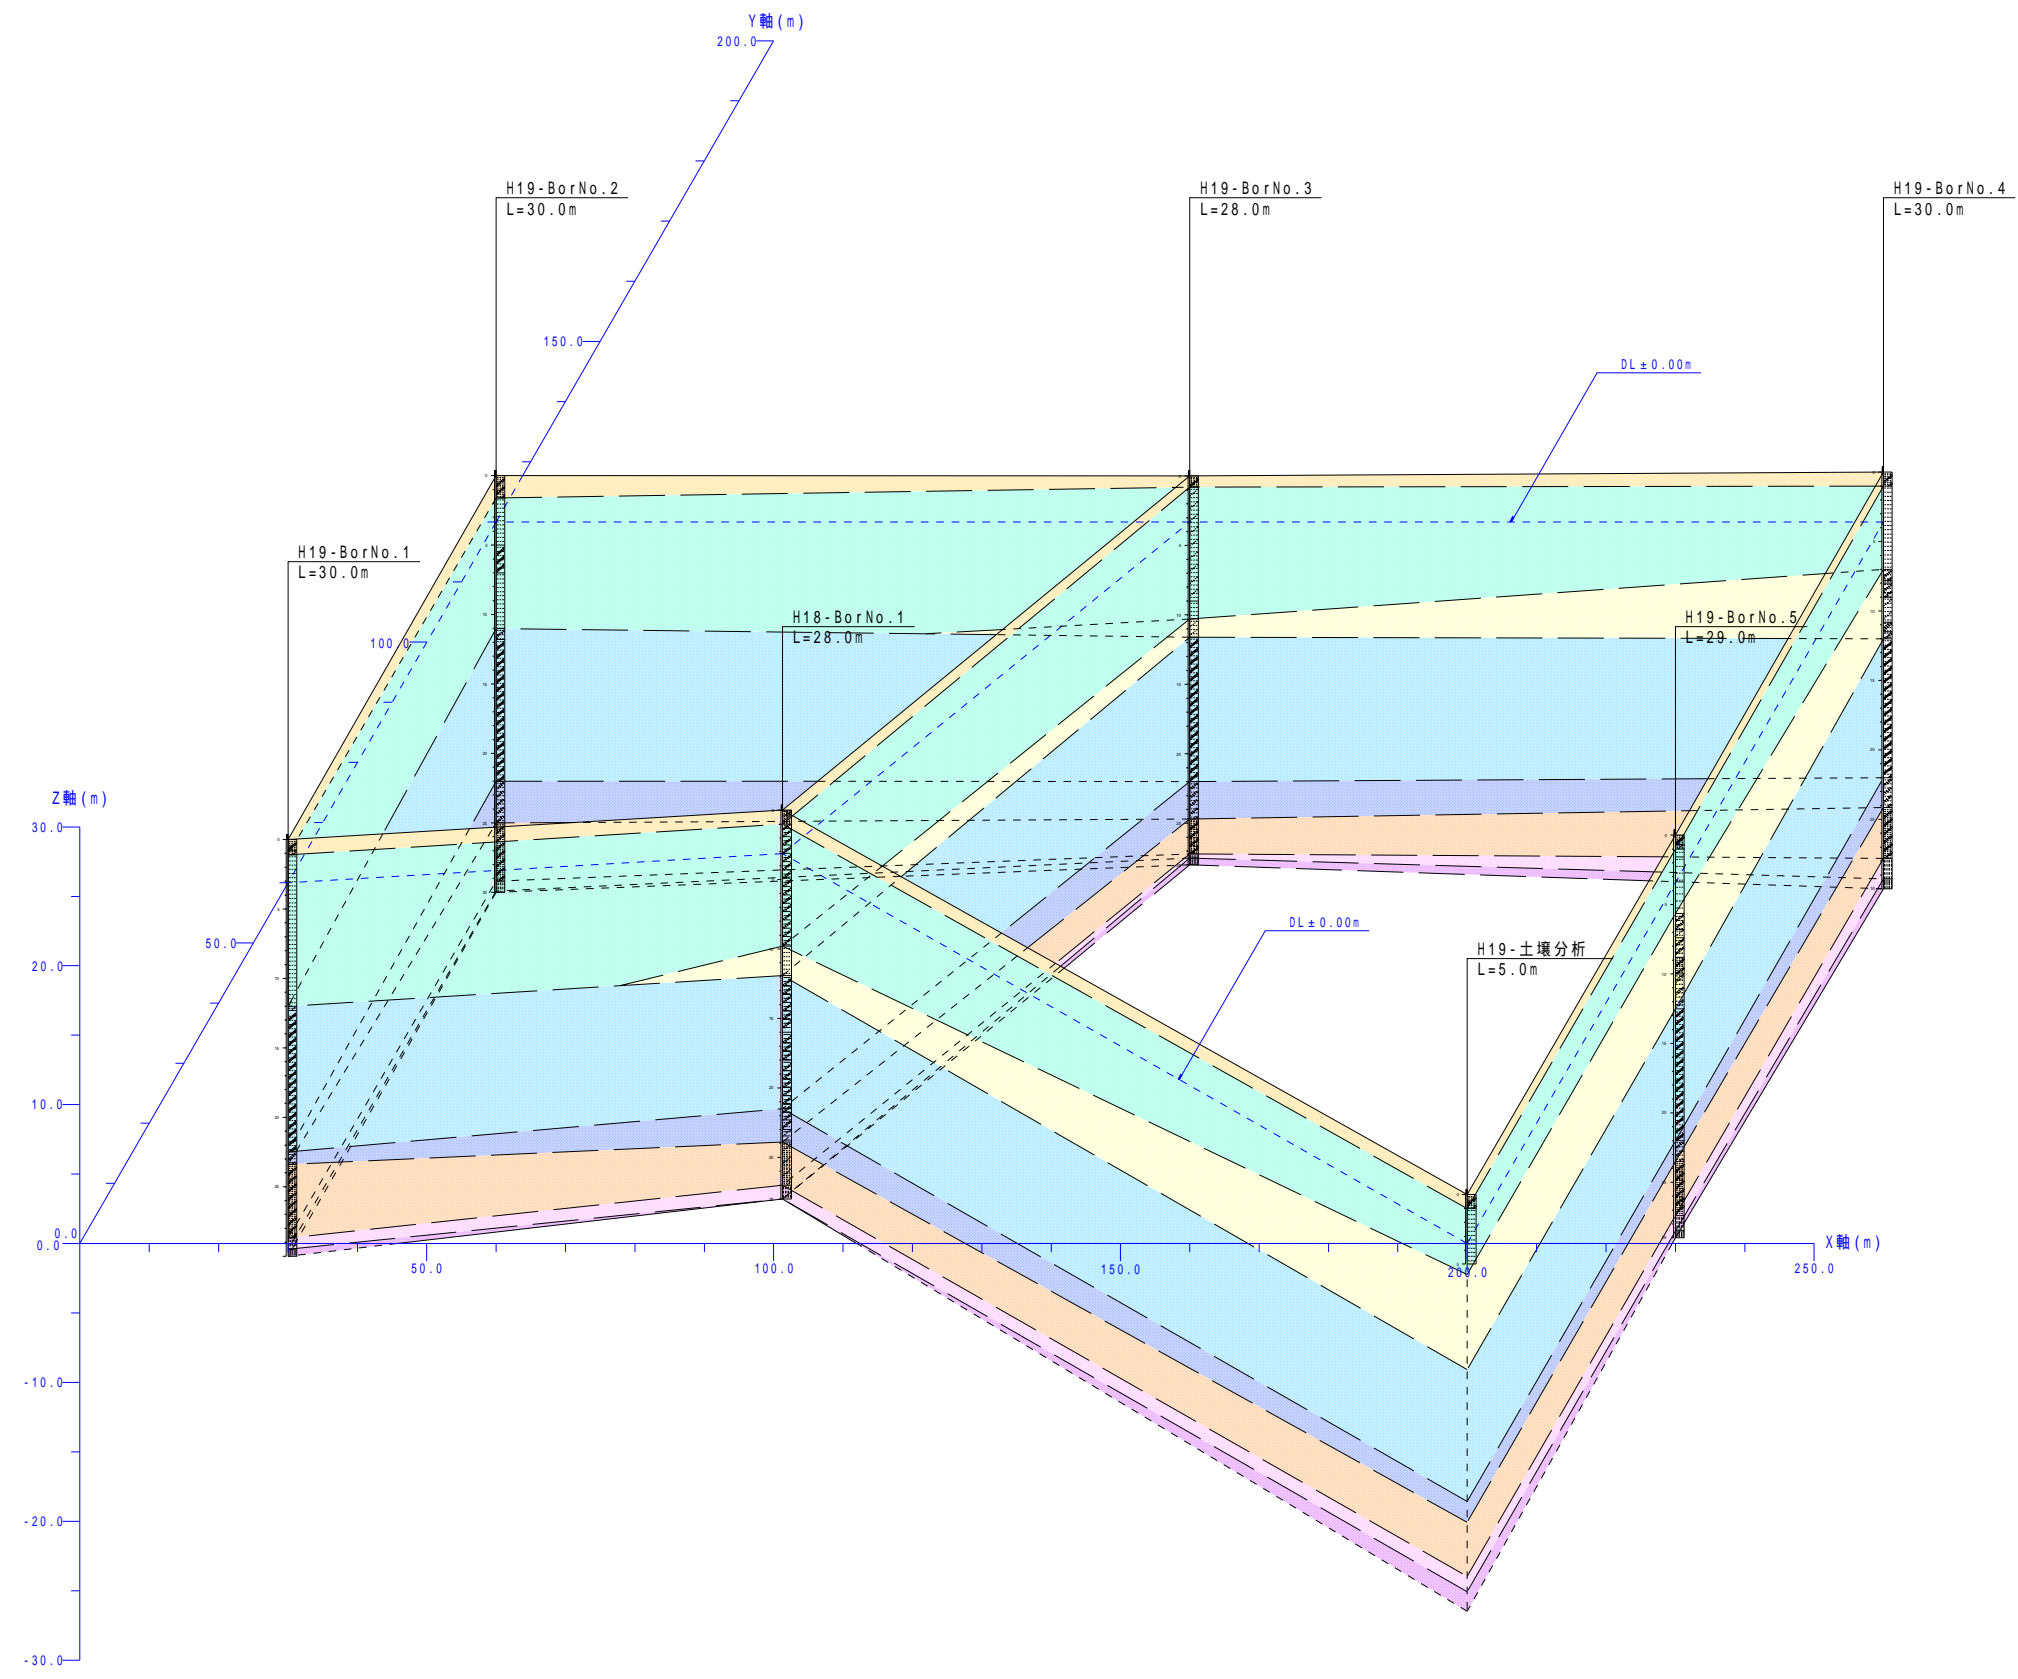 Y軸(m)
200.0
H19-BorNo.2
L=30.0m
H19-BorNo.3
L=28.0m
H19-BorNo.4
L=30.0m
150.0
DL±0.00m
H19-BorNo.1
L=30.0m
H18-BorNo.1
L=28.0m
H19-BorNo.5
L=29.0m
100.0
Z軸(m)
30.0
50.0
DL±0.00m
H19-土壌分析
L=5.0m
20.0
10.0
0.0
0.0
X軸(m)
50.0
100.0
150.0
200.0
250.0
-10.0
-20.0
-30.0